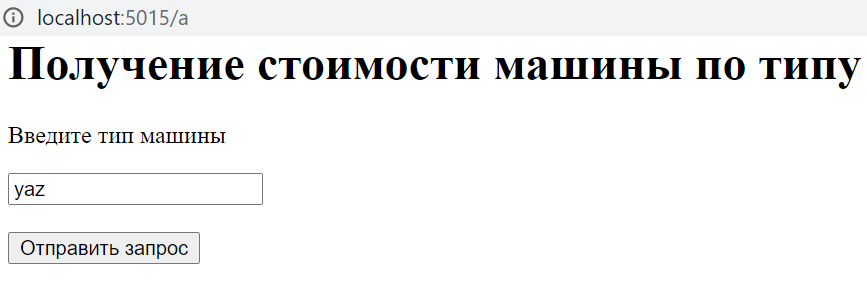 localhost:5015/a
Получение стоимости машины по типу
Введите тип машины
yaz
Отправить запрос